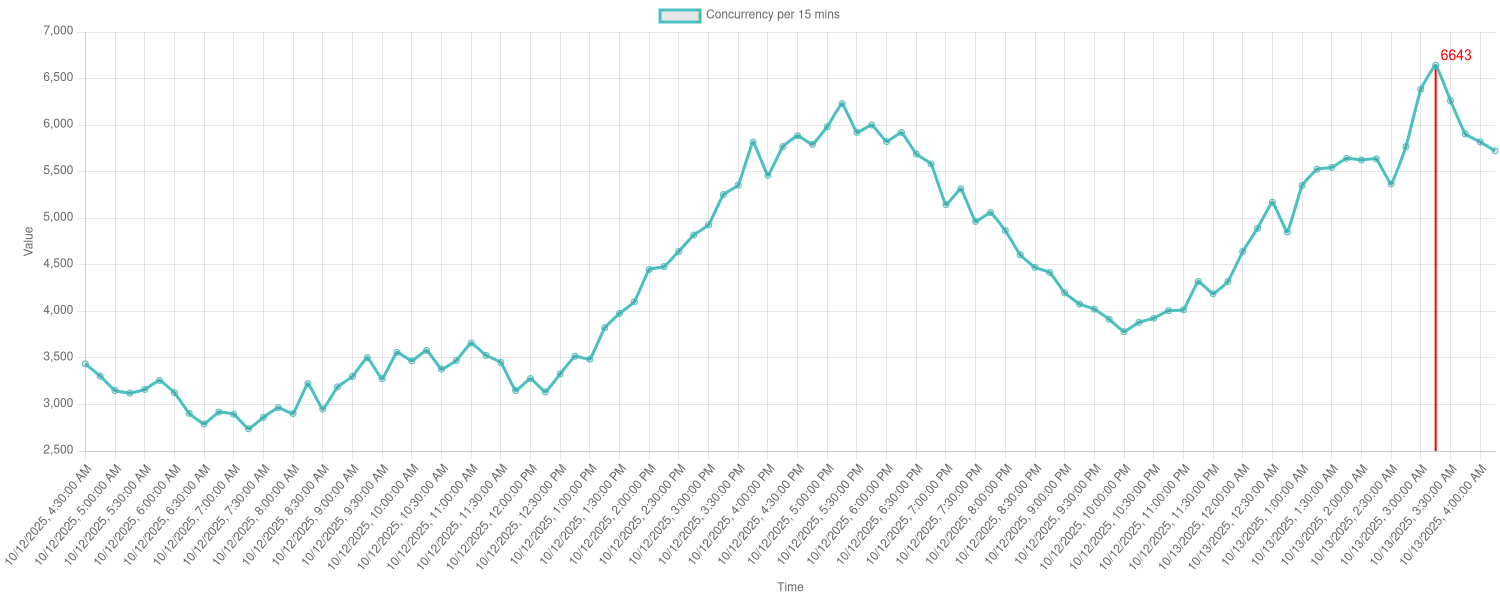 Concurrency per 15 mins
7,000
6,500
6,000
5,500
5,000
4,500
4,000
3,500
3,000
2,500
Value
6643
10/12/2025, 4:30:00 AM
10/12/2025, 5:00:00 AM
10/12/2025, 5:30:00 AM
10/12/2025, 6:00:00 AM
10/12/2025, 6:30:00 AM
10/12/2025, 7:00:00 AM
10/12/2025, 7:30:00 AM
10/12/2025, 8:00:00 AM
10/12/2025, 8:30:00 AM
10/12/2025, 9:00:00 AM
10/12/2025, 9:30:00 AM
10/12/2025, 10:00:00 AM
10/12/2025, 10:30:00 AM
10/12/2025, 11:00:00 AM
10/12/2025, 11:30:00 AM
10/12/2025, 12:00:00 PM
10/12/2025, 12:30:00 PM
10/12/2025, 1:00:00 PM
10/12/2025, 1:30:00 PM
10/12/2025, 2:00:00 PM
10/12/2025, 2:30:00 PM
10/12/2025, 3:00:00 PM
10/12/2025, 3:30:00 PM
10/12/2025, 4:00:00 PM
10/12/2025, 4:30:00 PM
10/12/2025, 5:00:00 PM
10/12/2025, 5:30:00 PM
10/12/2025, 6:00:00 PM
10/12/2025, 6:30:00 PM
10/12/2025, 7:00:00 PM
10/12/2025, 7:30:00 PM
10/12/2025, 8:00:00 PM
10/12/2025, 8:30:00 PM
10/12/2025, 9:00:00 PM
10/12/2025, 9:30:00 PM
10/12/2025, 10:00:00 PM
10/12/2025, 10:30:00 PM
10/12/2025, 11:00:00 PM
10/12/2025, 11:30:00 PM
10/13/2025, 12:00:00 AM
10/13/2025, 12:30:00 AM
10/13/2025, 1:00:00 AM
10/13/2025, 1:30:00 AM
10/13/2025, 2:00:00 AM
10/13/2025, 2:30:00 AM
10/13/2025, 3:00:00 AM
10/13/2025, 3:30:00 AM
10/13/2025, 4:00:00 AM
Time